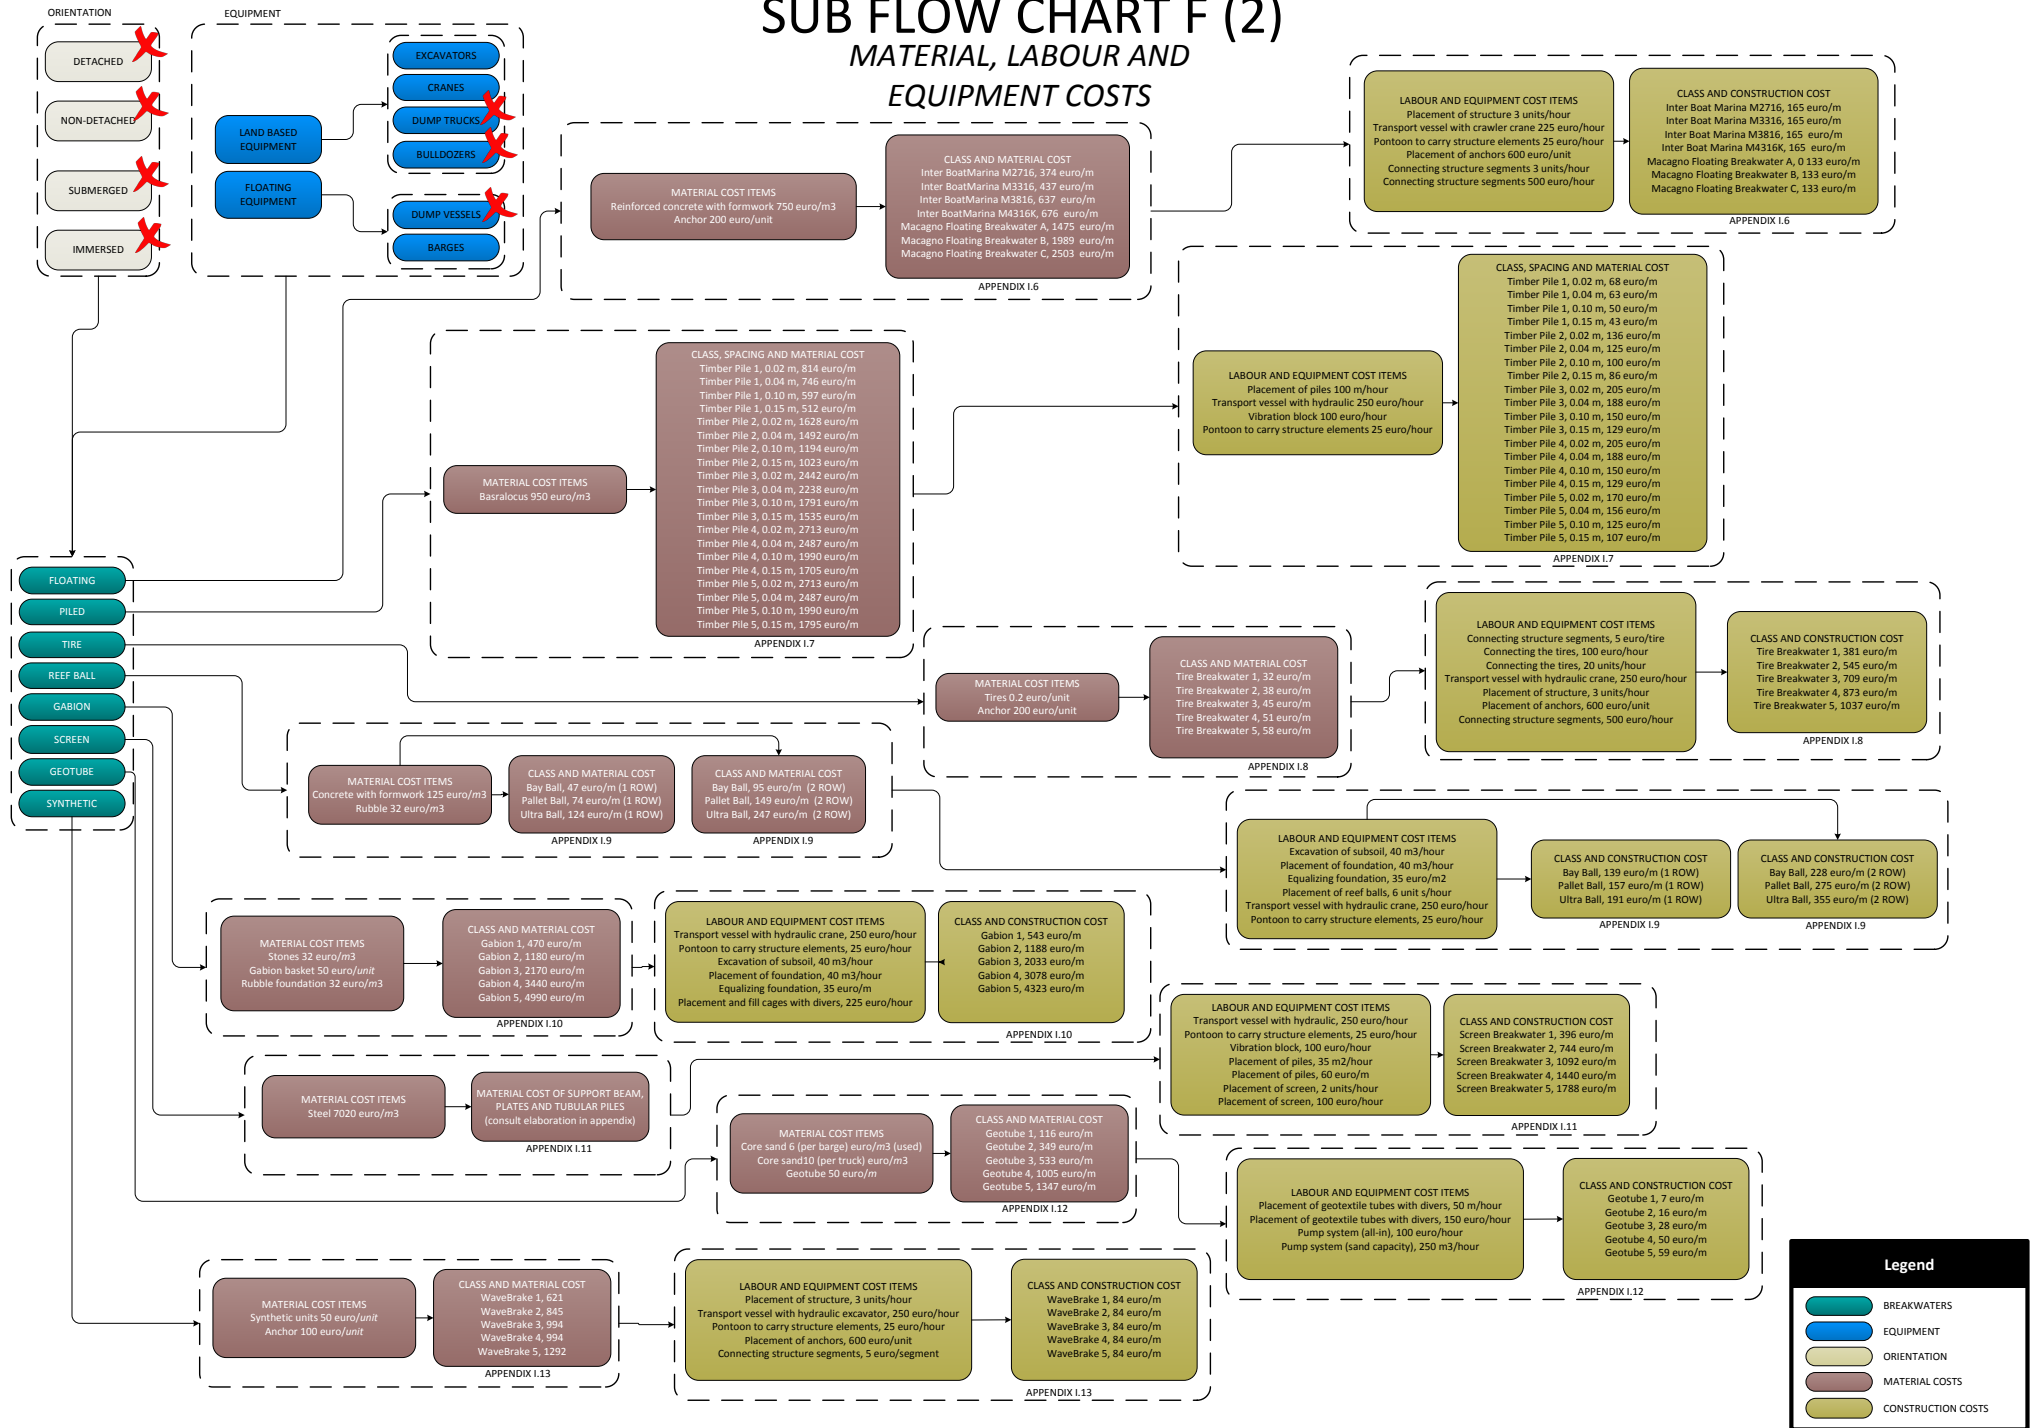 SUB FLOW CHART F (2)
MATERIAL, LABOUR AND
EQUIPMENT COSTS
ORIENTATION
DETACHED
NON-DETACHED
SUBMERGED
IMMERSED
EQUIPMENT
LAND BASED
EQUIPMENT
FLOATING
EQUIPMENT
EXCAVATORS
CRANES
DUMP TRUCKS
BULLDOZERS
DUMP VESSELS
BARGES
FLOATING
PILED
TIRE
REEF BALL
GABION
SCREEN
GEOTUBE
SYNTHETIC
MATERIAL COST ITEMS
Reinforced concrete with formwork 750 euro/m3
Anchor 200 euro/unit
CLASS AND MATERIAL COST
Inter BoatMarina M2716, 374 euro/m
Inter BoatMarina M3316, 437 euro/m
Inter BoatMarina M3816, 637 euro/m
Inter BoatMarina M4316K, 676 euro/m
Macagno Floating Breakwater A, 1475 euro/m
Macagno Floating Breakwater B, 1989 euro/m
Macagno Floating Breakwater C, 2503 euro/m
APPENDIX I.6
LABOUR AND EQUIPMENT COST ITEMS
Placement of structure 3 units/hour
Transport vessel with crawler crane 225 euro/hour
Pontoon to carry structure elements 25 euro/hour
Placement of anchors 600 euro/unit
Connecting structure segments 3 units/hour
Connecting structure segments 500 euro/hour
CLASS AND CONSTRUCTION COST
Inter Boat Marina M2716, 165 euro/m
Inter Boat Marina M3316, 165 euro/m
Inter Boat Marina M3816, 165 euro/m
Inter Boat Marina M4316K, 165 euro/m
Macagno Floating Breakwater A, 0 133 euro/m
Macagno Floating Breakwater B, 133 euro/m
Macagno Floating Breakwater C, 133 euro/m
APPENDIX I.6
MATERIAL COST ITEMS
Basralocus 950 euro/m3
CLASS, SPACING AND MATERIAL COST
Timber Pile 1, 0.02 m, 814 euro/m
Timber Pile 1, 0.04 m, 746 euro/m
Timber Pile 1, 0.10 m, 597 euro/m
Timber Pile 1, 0.15 m, 512 euro/m
Timber Pile 2, 0.02 m, 1628 euro/m
Timber Pile 2, 0.04 m, 1492 euro/m
Timber Pile 2, 0.10 m, 1194 euro/m
Timber Pile 2, 0.15 m, 1023 euro/m
Timber Pile 3, 0.02 m, 2442 euro/m
Timber Pile 3, 0.04 m, 2238 euro/m
Timber Pile 3, 0.10 m, 1791 euro/m
Timber Pile 3, 0.15 m, 1535 euro/m
Timber Pile 4, 0.02 m, 2713 euro/m
Timber Pile 4, 0.04 m, 2487 euro/m
Timber Pile 4, 0.10 m, 1990 euro/m
Timber Pile 4, 0.15 m, 1705 euro/m
Timber Pile 5, 0.02 m, 2713 euro/m
Timber Pile 5, 0.04 m, 2487 euro/m
Timber Pile 5, 0.10 m, 1990 euro/m
Timber Pile 5, 0.15 m, 1795 euro/m
APPENDIX I.7
LABOUR AND EQUIPMENT COST ITEMS
Placement of piles 100 m/hour
Transport vessel with hydraulic 250 euro/hour
Vibration block 100 euro/hour
Pontoon to carry structure elements 25 euro/hour
CLASS, SPACING AND MATERIAL COST
Timber Pile 1, 0.02 m, 68 euro/m
Timber Pile 1, 0.04 m, 63 euro/m
Timber Pile 1, 0.10 m, 50 euro/m
Timber Pile 1, 0.15 m, 43 euro/m
Timber Pile 2, 0.02 m, 136 euro/m
Timber Pile 2, 0.04 m, 125 euro/m
Timber Pile 2, 0.10 m, 100 euro/m
Timber Pile 2, 0.15 m, 86 euro/m
Timber Pile 3, 0.02 m, 205 euro/m
Timber Pile 3, 0.04 m, 188 euro/m
Timber Pile 3, 0.10 m, 150 euro/m
Timber Pile 3, 0.15 m, 129 euro/m
Timber Pile 4, 0.02 m, 205 euro/m
Timber Pile 4, 0.04 m, 188 euro/m
Timber Pile 4, 0.10 m, 150 euro/m
Timber Pile 4, 0.15 m, 129 euro/m
Timber Pile 5, 0.02 m, 170 euro/m
Timber Pile 5, 0.04 m, 156 euro/m
Timber Pile 5, 0.10 m, 125 euro/m
Timber Pile 5, 0.15 m, 107 euro/m
APPENDIX I.7
MATERIAL COST ITEMS
Tires 0.2 euro/unit
Anchor 200 euro/unit
CLASS AND MATERIAL COST
Tire Breakwater 1, 32 euro/m
Tire Breakwater 2, 38 euro/m
Tire Breakwater 3, 45 euro/m
Tire Breakwater 4, 51 euro/m
Tire Breakwater 5, 58 euro/m
APPENDIX I.8
LABOUR AND EQUIPMENT COST ITEMS
Connecting structure segments, 5 euro/tire
Connecting the tires, 100 euro/hour
Connecting the tires, 20 units/hour
Transport vessel with hydraulic crane, 250 euro/hour
Placement of structure, 3 units/hour
Placement of anchors, 600 euro/unit
Connecting structure segments, 500 euro/hour
CLASS AND CONSTRUCTION COST
Tire Breakwater 1, 381 euro/m
Tire Breakwater 2, 545 euro/m
Tire Breakwater 3, 709 euro/m
Tire Breakwater 4, 873 euro/m
Tire Breakwater 5, 1037 euro/m
APPENDIX I.8
MATERIAL COST ITEMS
Concrete with formwork 125 euro/m3
Rubble 32 euro/m3
CLASS AND MATERIAL COST
Bay Ball, 47 euro/m (1 ROW)
Pallet Ball, 74 euro/m (1 ROW)
Ultra Ball, 124 euro/m (1 ROW)
APPENDIX I.9
CLASS AND MATERIAL COST
Bay Ball, 95 euro/m (2 ROW)
Pallet Ball, 149 euro/m (2 ROW)
Ultra Ball, 247 euro/m (2 ROW)
APPENDIX I.9
LABOUR AND EQUIPMENT COST ITEMS
Excavation of subsoil, 40 m3/hour
Placement of foundation, 40 m3/hour
Equalizing foundation, 35 euro/m2
Placement of reef balls, 6 unit s/hour
Transport vessel with hydraulic crane, 250 euro/hour
Pontoon to carry structure elements, 25 euro/hour
CLASS AND CONSTRUCTION COST
Bay Ball, 139 euro/m (1 ROW)
Pallet Ball, 157 euro/m (1 ROW)
Ultra Ball, 191 euro/m (1 ROW)
APPENDIX I.9
CLASS AND CONSTRUCTION COST
Bay Ball, 228 euro/m (2 ROW)
Pallet Ball, 275 euro/m (2 ROW)
Ultra Ball, 355 euro/m (2 ROW)
APPENDIX I.9
MATERIAL COST ITEMS
Stones 32 euro/m3
Gabion basket 50 euro/unit
Rubble foundation 32 euro/m3
CLASS AND MATERIAL COST
Gabion 1, 470 euro/m
Gabion 2, 1180 euro/m
Gabion 3, 2170 euro/m
Gabion 4, 3440 euro/m
Gabion 5, 4990 euro/m
APPENDIX I.10
LABOUR AND EQUIPMENT COST ITEMS
Transport vessel with hydraulic crane, 250 euro/hour
Pontoon to carry structure elements, 25 euro/hour
Excavation of subsoil, 40 m3/hour
Placement of foundation, 40 m3/hour
Equalizing foundation, 35 euro/m
Placement and fill cages with divers, 225 euro/hour
CLASS AND CONSTRUCTION COST
Gabion 1, 543 euro/m
Gabion 2, 1188 euro/m
Gabion 3, 2033 euro/m
Gabion 4, 3078 euro/m
Gabion 5, 4323 euro/m
APPENDIX I.10
MATERIAL COST ITEMS
Steel 7020 euro/m3
MATERIAL COST OF SUPPORT BEAM,
PLATES AND TUBULAR PILES
(consult elaboration in appendix)
APPENDIX I.11
LABOUR AND EQUIPMENT COST ITEMS
Transport vessel with hydraulic, 250 euro/hour
Pontoon to carry structure elements, 25 euro/hour
Vibration block, 100 euro/hour
Placement of piles, 35 m2/hour
Placement of piles, 60 euro/m
Placement of screen, 2 units/hour
Placement of screen, 100 euro/hour
CLASS AND CONSTRUCTION COST
Screen Breakwater 1, 396 euro/m
Screen Breakwater 2, 744 euro/m
Screen Breakwater 3, 1092 euro/m
Screen Breakwater 4, 1440 euro/m
Screen Breakwater 5, 1788 euro/m
APPENDIX I.11
MATERIAL COST ITEMS
Core sand 6 (per barge) euro/m3 (used)
Core sand10 (per truck) euro/m3
Geotube 50 euro/m
CLASS AND MATERIAL COST
Geotube 1, 116 euro/m
Geotube 2, 349 euro/m
Geotube 3, 533 euro/m
Geotube 4, 1005 euro/m
Geotube 5, 1347 euro/m
APPENDIX I.12
LABOUR AND EQUIPMENT COST ITEMS
Placement of geotextile tubes with divers, 50 m/hour
Placement of geotextile tubes with divers, 150 euro/hour
Pump system (all-in), 100 euro/hour
Pump system (sand capacity), 250 m3/hour
CLASS AND CONSTRUCTION COST
Geotube 1, 7 euro/m
Geotube 2, 16 euro/m
Geotube 3, 28 euro/m
Geotube 4, 50 euro/m
Geotube 5, 59 euro/m
APPENDIX I.12
MATERIAL COST ITEMS
Synthetic units 50 euro/unit
Anchor 100 euro/unit
CLASS AND MATERIAL COST
WaveBrake 1, 621
WaveBrake 2, 845
WaveBrake 3, 994
WaveBrake 4, 994
WaveBrake 5, 1292
APPENDIX I.13
LABOUR AND EQUIPMENT COST ITEMS
Placement of structure, 3 units/hour
Transport vessel with hydraulic excavator, 250 euro/hour
Pontoon to carry structure elements, 25 euro/hour
Placement of anchors, 600 euro/unit
Connecting structure segments, 5 euro/segment
CLASS AND CONSTRUCTION COST
WaveBrake 1, 84 euro/m
WaveBrake 2, 84 euro/m
WaveBrake 3, 84 euro/m
WaveBrake 4, 84 euro/m
WaveBrake 5, 84 euro/m
APPENDIX I.13
Legend
BREAKWATERS
EQUIPMENT
ORIENTATION
MATERIAL COSTS
CONSTRUCTION COSTS